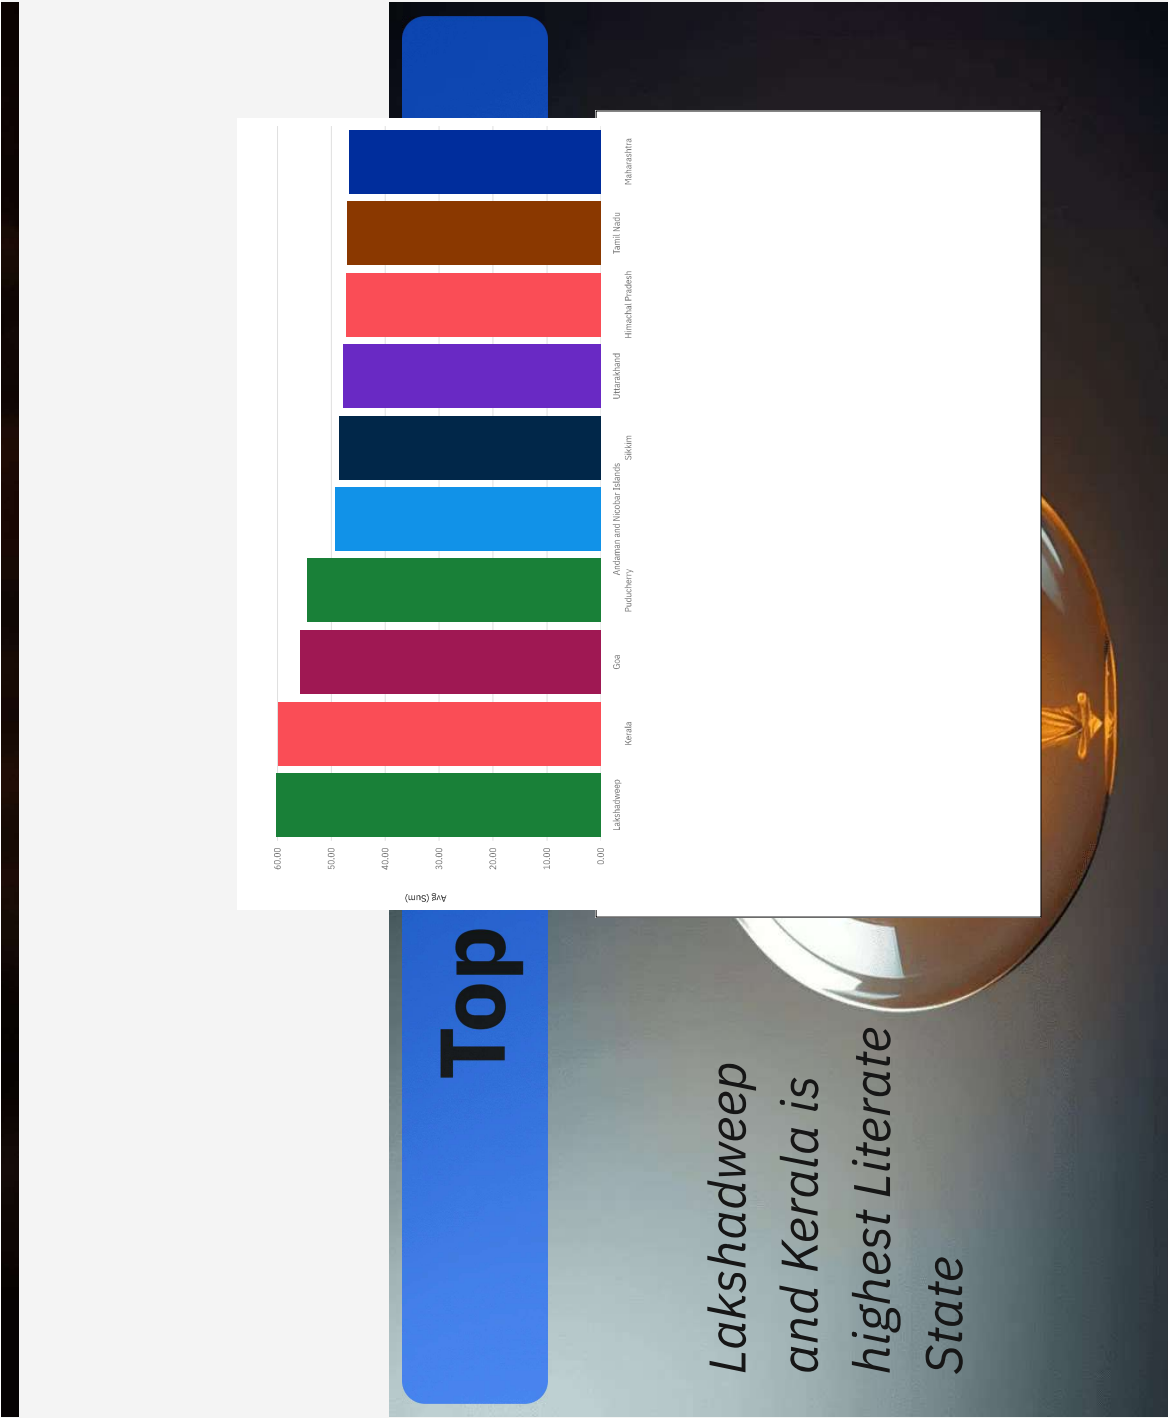 Top
60.00
50.00
40.00
30.00
20.00
10.00
0.00
Avg (Sum)
Lakshadweep
Kerala
Goa
Puducherry
Andaman and Nicobar Islands
Sikkim
Uttarakhand
Himachal Pradesh
Tamil Nadu
Maharashtra
Lakshadweep
and Kerala is
highest Literate
State